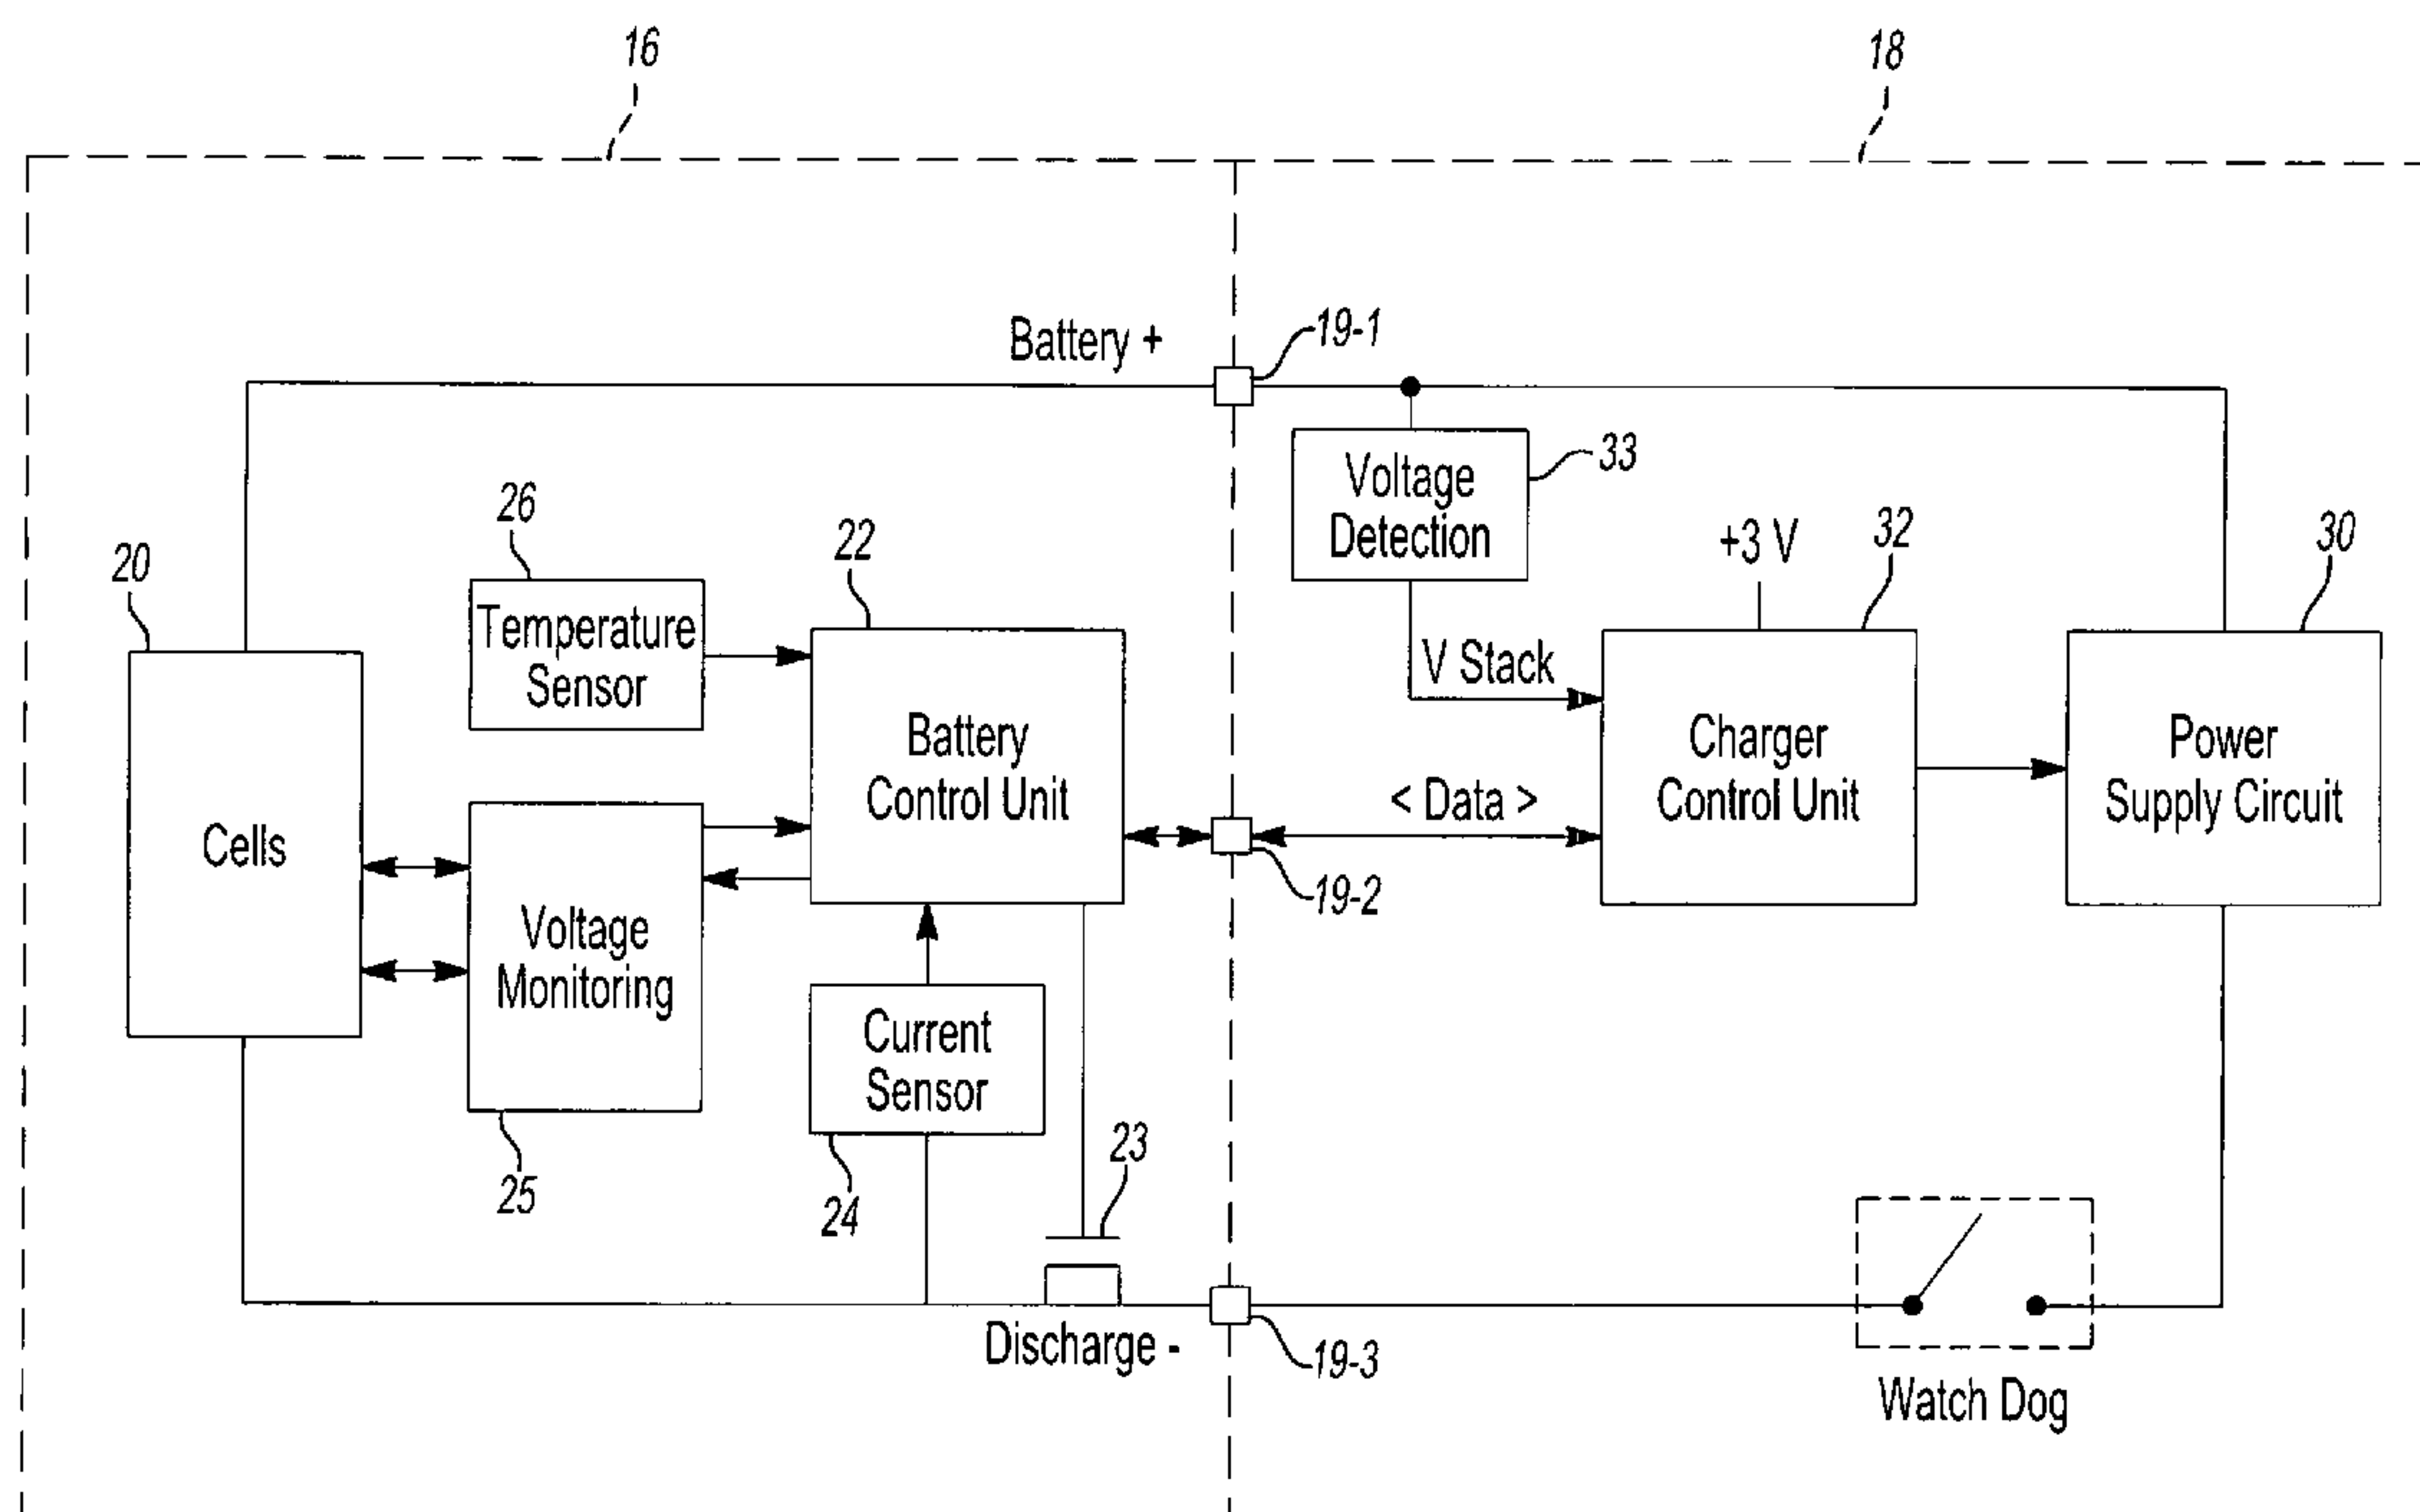 16
18
Battery +
19-1
33
Voltage
Detection
26
22
+3 V
32
30
20
Temperature
Sensor
V Stack
Battery
Control Unit
Charger
Control Unit
Power
Supply Circuit
< Data >
Cells
19-2
Voltage
Monitoring
Current
Sensor
23
25
24
Discharge -
19-3
Watch Dog